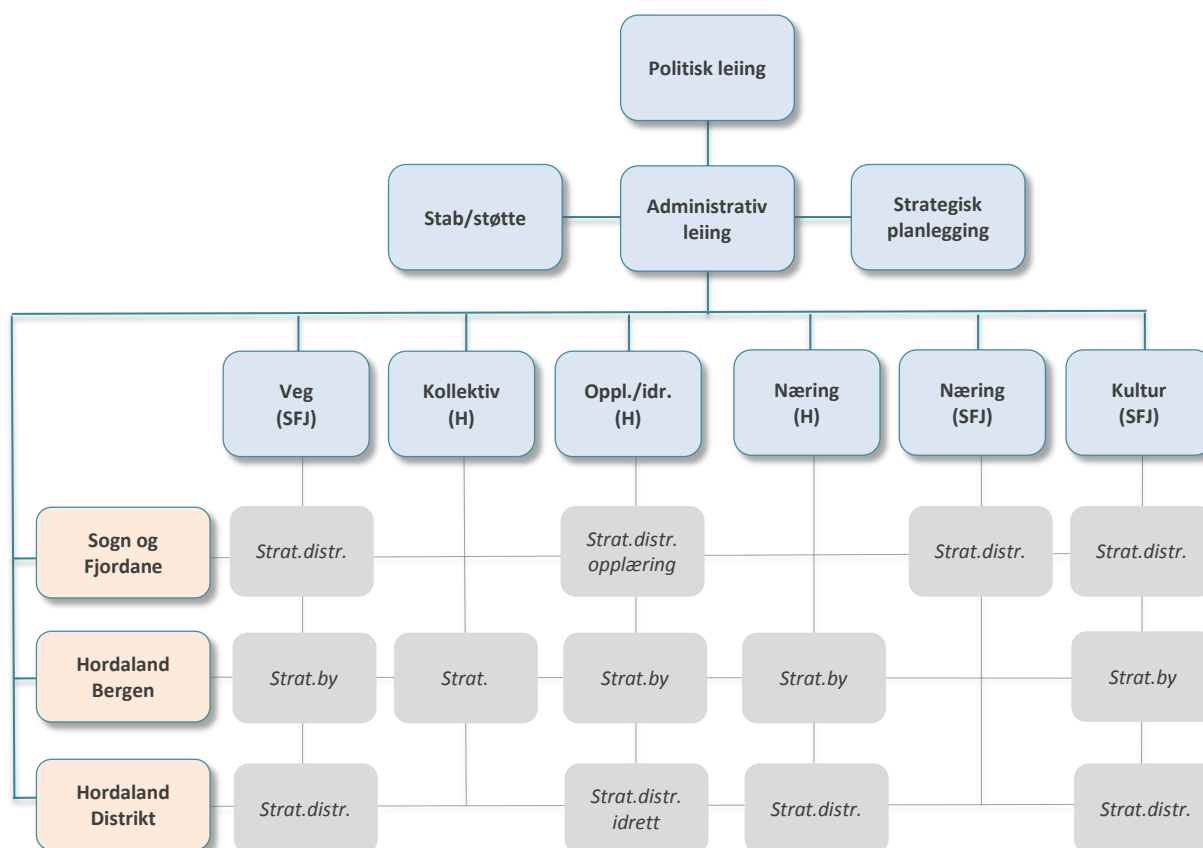 Politisk leiing
Stab/støtte
Administrativ
leiing
Strategisk
planlegging
Veg
(SFJ)
Kollektiv
(H)
Oppl./idr.
(H)
Næring
(H)
Næring
(SFJ)
Kultur
(SFJ)
Sogn og
Fjordane
Strat.distr.
Strat.distr.
opplæring
Strat.distr.
Strat.distr.
Hordaland
Bergen
Strat.by
Strat.
Strat.by
Strat.by
Strat.by
Hordaland
Distrikt
Strat.distr.
Strat.distr.
idrett
Strat.distr.
Strat.distr.